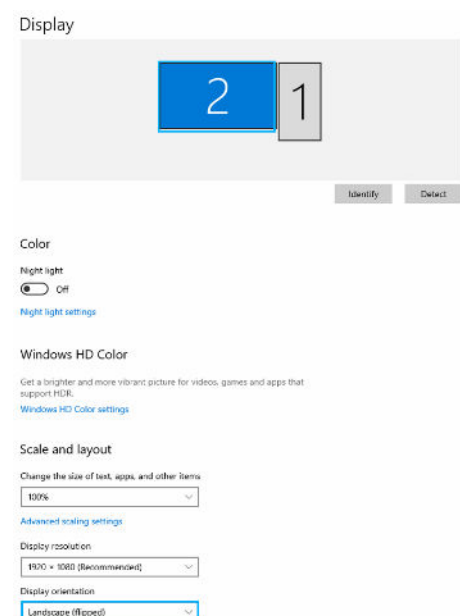 Display
2
1
Identify
Detect
Color
Night light
Off
Night light settings
Windows HD Color
Get a brighter and more vibrant picture for videos, games and apps that
support HDR.
Windows HD Color settings
Scale and layout
Change the size of text, apps, and other items
100%
Advanced scaling settings
Display resolution
1920 × 1080 (Recommended)
Display orientation
Landscape (flipped)